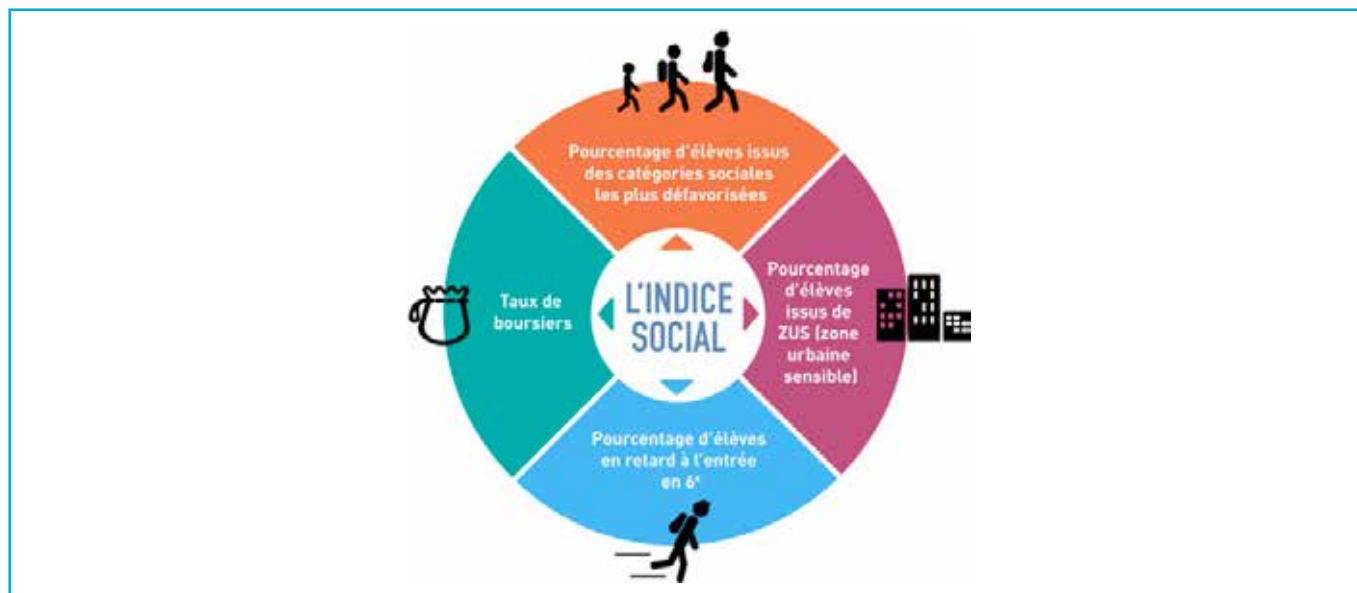 Pourcentage d'élèves issus
des catégories sociales
les plus défavorisées
Taux de
boursiers
L'INDICE
SOCIAL
Pourcentage
d'élèves
issus de
ZUS (zone
urbaine
sensible)
Pourcentage d'élèves
en retard à l'entrée
en 6ᵉ